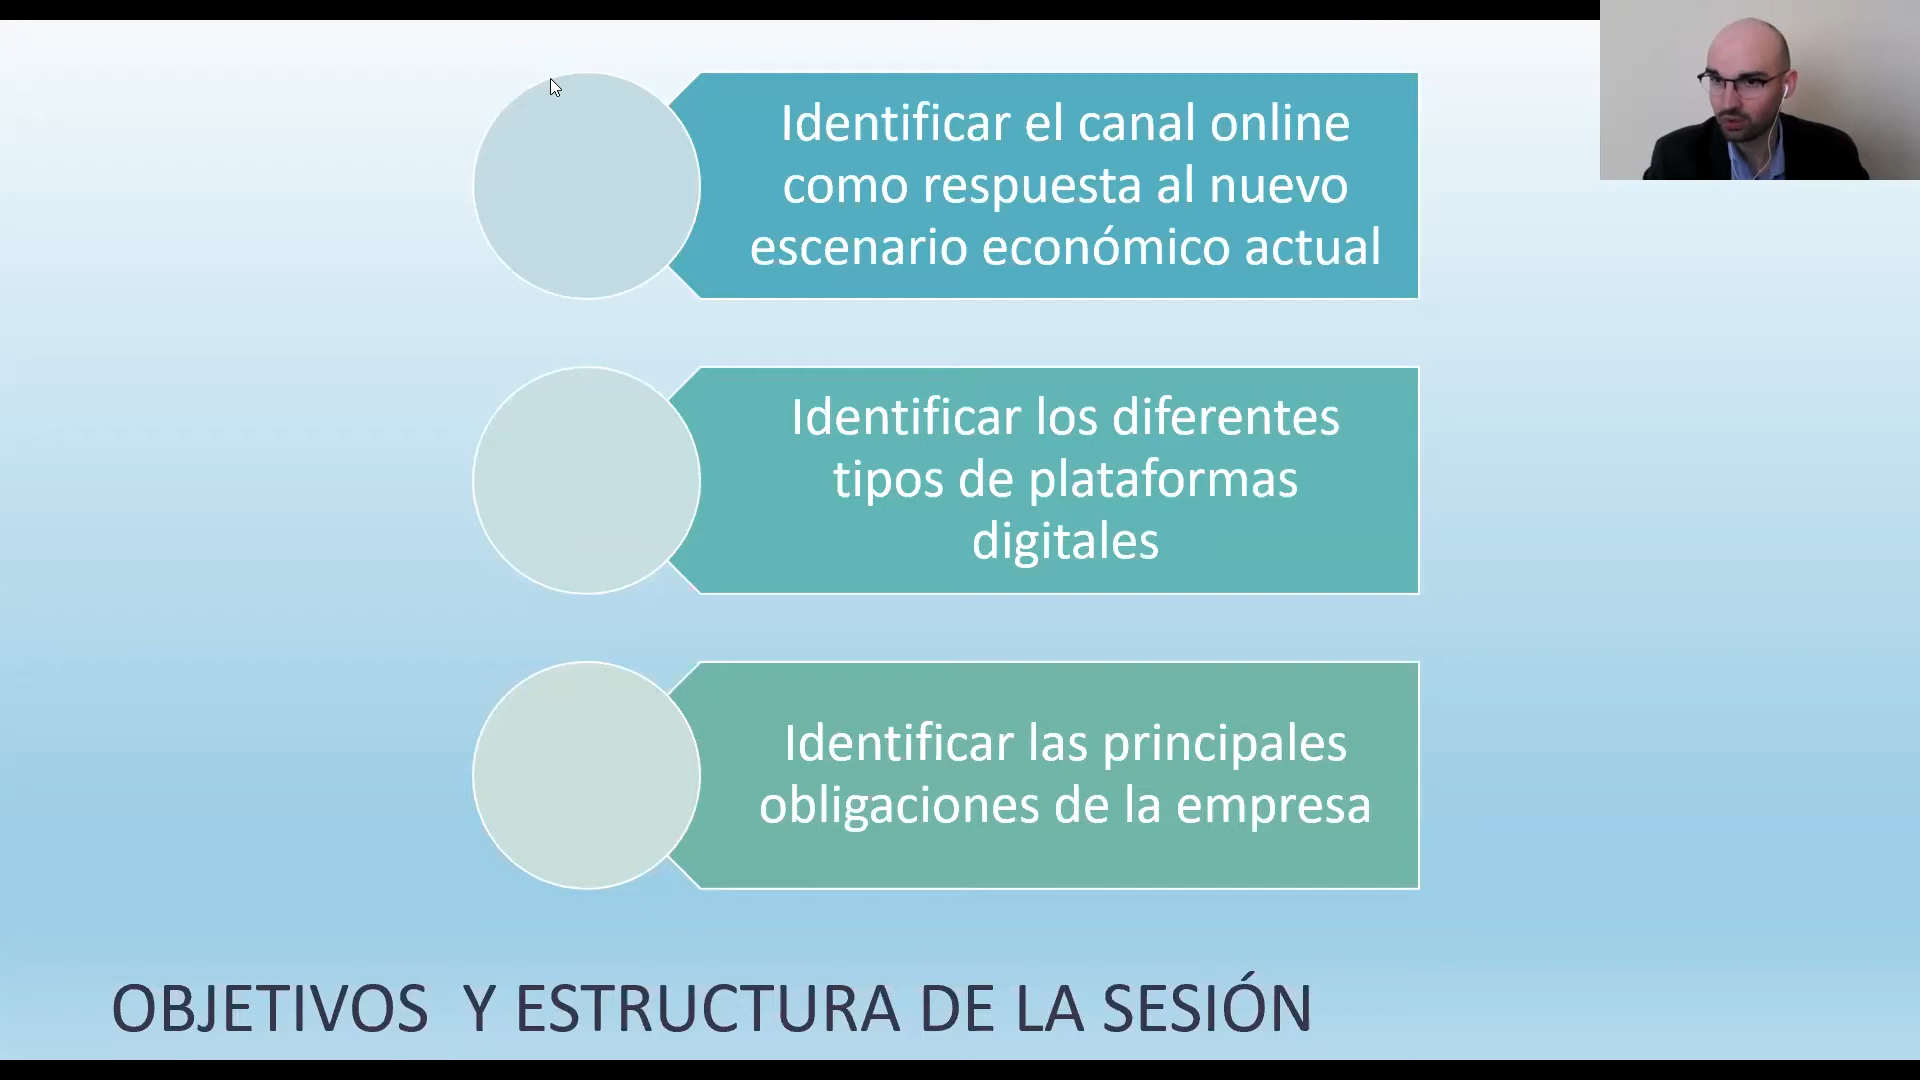 Identificar el canal online
como respuesta al nuevo
escenario económico actual
Identificar los diferentes
tipos de plataformas
digitales
Identificar las principales
obligaciones de la empresa
OBJETIVOS Y ESTRUCTURA DE LA SESIÓN